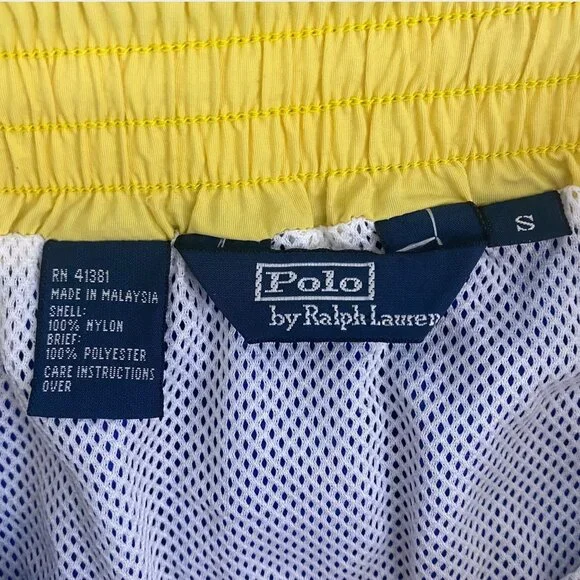 RN 41381
MADE IN MALAYSIA
SHELL:
100% NYLON
BRIEF:
100% POLYESTER
CARE INSTRUCTIONS
OVER
Polo
by Ralph Lauren
S